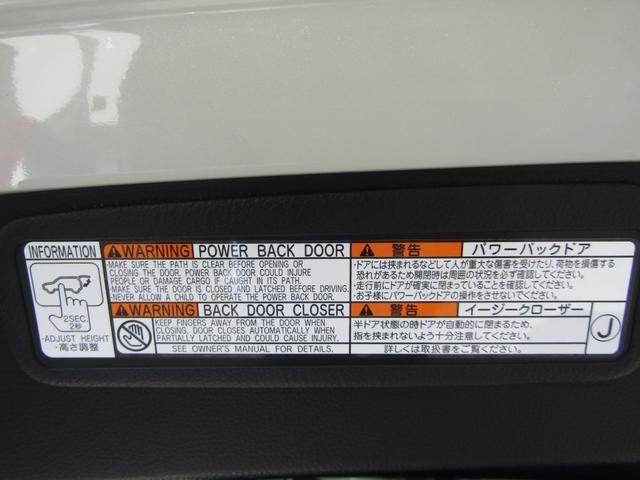 INFORMATION
2SEC.
2秒
・ADJUST HEIGHT
・高さ調整
WARNING POWER BACK DOOR
・MAKE SURE THE PATH IS CLEAR BEFORE OPENING OR
CLOSING THE DOOR. POWER BACK DOOR COULD INJURE
PEOPLE OR DAMAGE CARGO IF CAUGHT IN ITS PATH.
・MAKE SURE THE DOOR IS CLOSED AND LATCHED BEFORE DRIVING.
・NEVER ALLOW A CHILD TO OPERATE THE POWER BACK DOOR.
WARNING BACK DOOR CLOSER
KEEP FINGERS AWAY FROM THE DOOR WHEN
CLOSING. DOOR CLOSES AUTOMATICALLY WHEN
PARTIALLY LATCHED AND COULD CAUSE INJURY.
SEE OWNER'S MANUAL FOR DETAILS.
警告 パワーバックドア
・ドアには挟まれるなどして人が重大な傷害を受けたり、荷物を損傷する
恐れがあるため開閉時は周囲の状況を必ず確認してください。
・走行前にドアが確実に閉まっていることを確認してください。
・お子様にパワーバックドアの操作をさせないでください。
警告 イージークローザー
半ドア状態の時ドアが自動的に閉まるため、
指を挟まれないよう十分注意してください。
詳しくは取扱書をご覧ください。
J